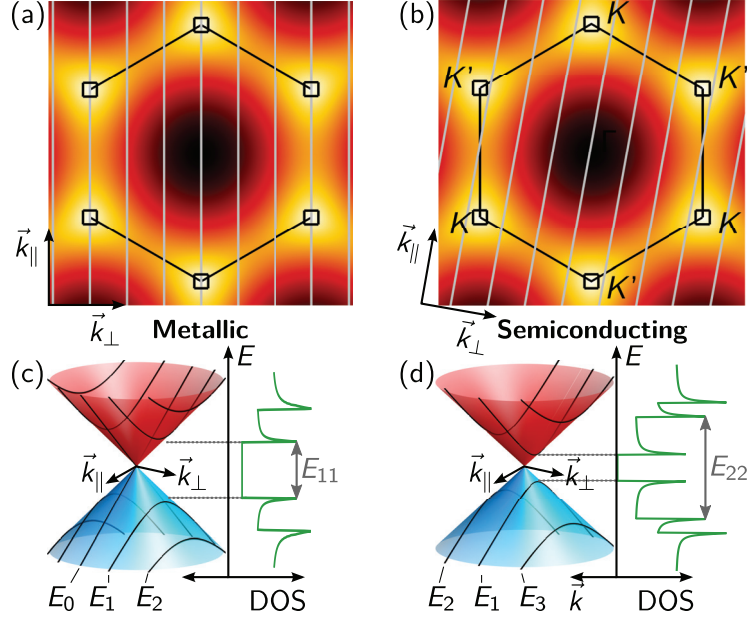 (a)
(b)
K
K'
K'
Γ
K
K
K'
k⃗∥
k⃗⊥
k⃗∥
k⃗⊥
Metallic
Semiconducting
(c)
E
(d)
E
k⃗∥
k⃗⊥
E₁₁
k⃗∥
k⃗⊥
E₂₂
E₀
E₁
E₂
DOS
E₂
E₁
E₃
k⃗
DOS